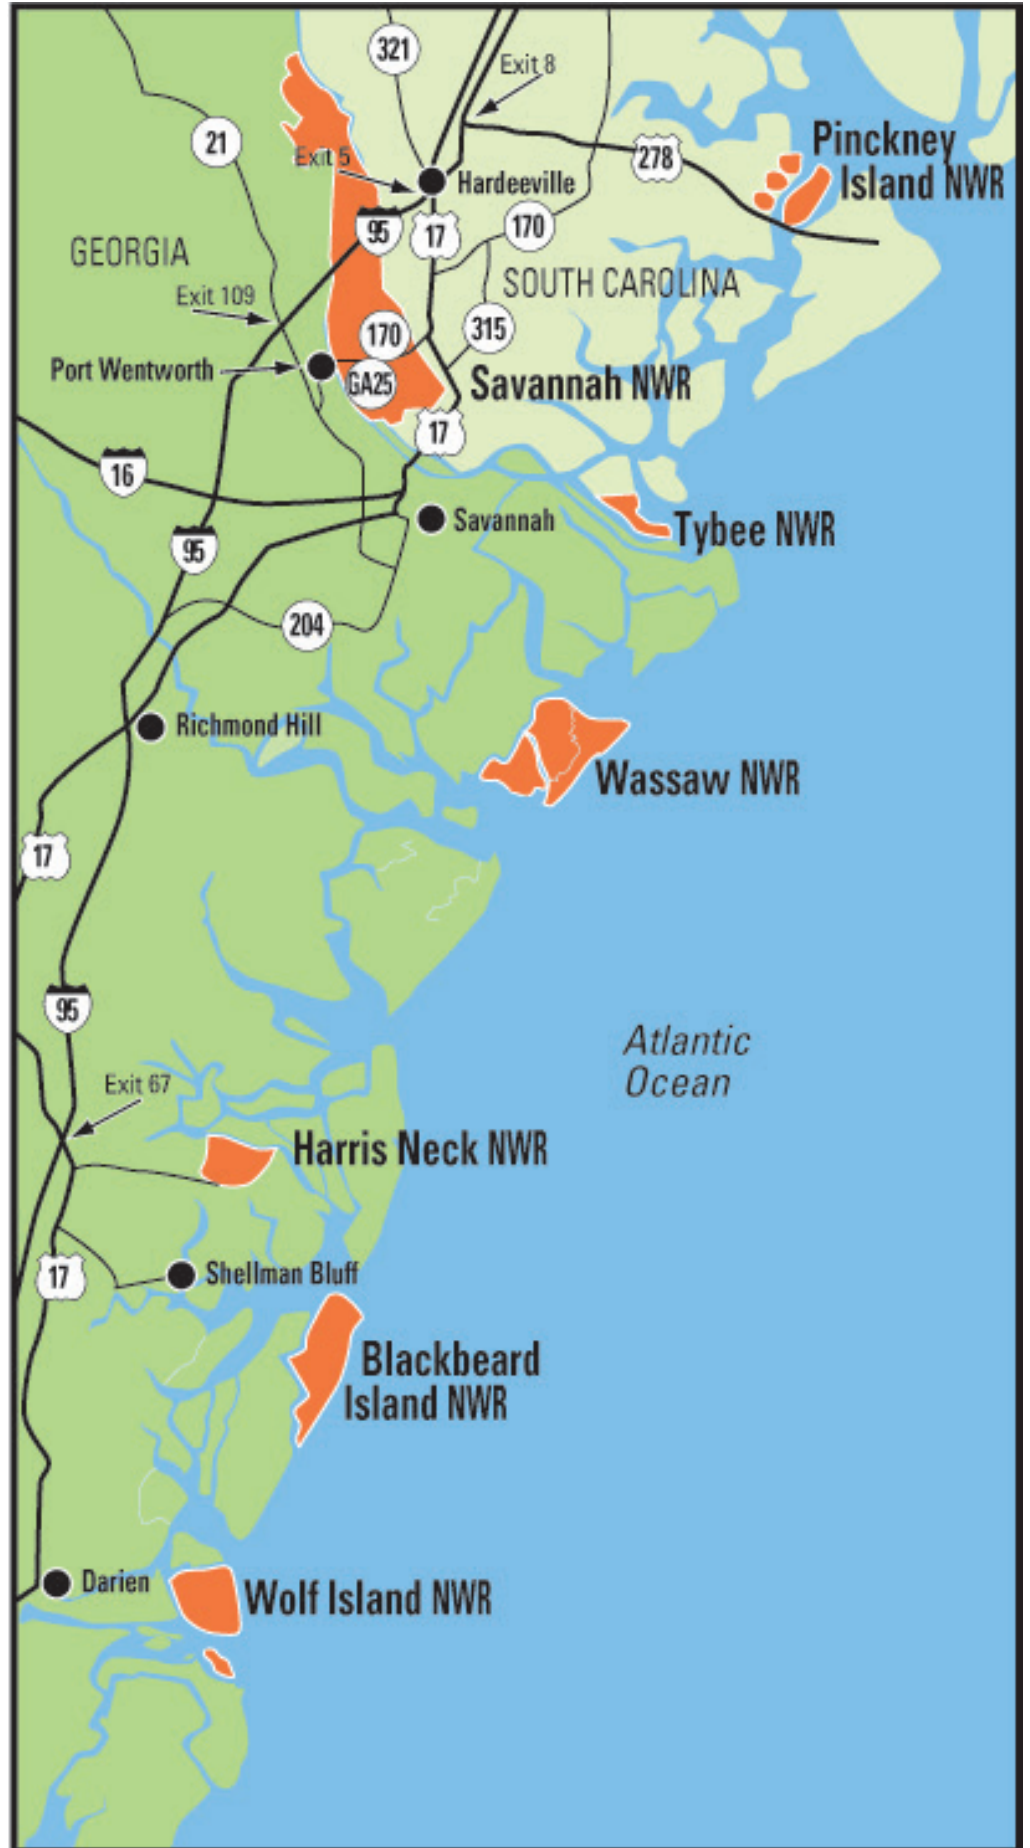 321
Exit 8
21
Exit 5
278
Pinckney
Island NWR
Hardeeville
95
17
170
GEORGIA
SOUTH CAROLINA
Exit 109
170
315
Port Wentworth
GA25
Savannah NWR
17
16
Savannah
Tybee NWR
95
204
Richmond Hill
Wassaw NWR
17
95
Atlantic
Ocean
Exit 67
Harris Neck NWR
17
Shellman Bluff
Blackbeard
Island NWR
Darien
Wolf Island NWR